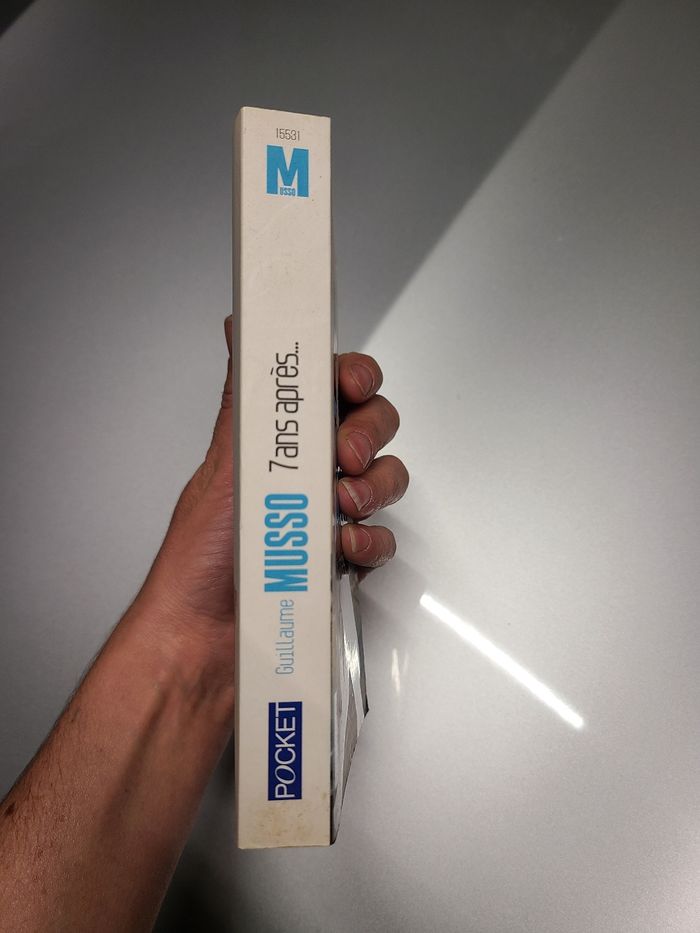 15531
M
USSO
7 ans après...
Guillaume MUSSO
POCKET